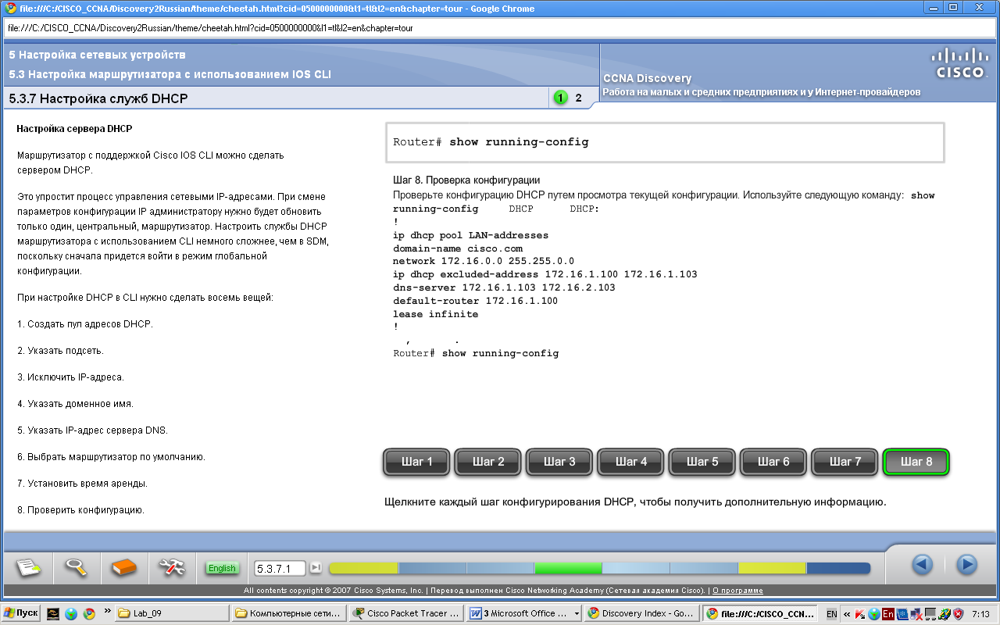 file:///C:/CISCO_CCNA/Discovery2Russian/theme/cheetah.html?cid=0500000000&l1=tl&l2=en&chapter=tour - Google Chrome
file:///C:/CISCO_CCNA/Discovery2Russian/theme/cheetah.html?cid=0500000000&l1=tl&l2=en&chapter=tour
5 Настройка сетевых устройств
5.3 Настройка маршрутизатора с использованием IOS CLI
CISCO
CCNA Discovery
Работа на малых и средних предприятиях и у Интернет-провайдеров
5.3.7 Настройка служб DHCP
1 2
Настройка сервера DHCP
Маршрутизатор с поддержкой Cisco IOS CLI можно сделать
сервером DHCP.
Это упростит процесс управления сетевыми IP-адресами. При смене
параметров конфигурации IP администратору нужно будет обновить
только один, центральный, маршрутизатор. Настроить службы DHCP
маршрутизатора с использованием CLI немного сложнее, чем в SDM,
поскольку сначала придется войти в режим глобальной
конфигурации.
При настройке DHCP в CLI нужно сделать восемь вещей:
1. Создать пул адресов DHCP.
2. Указать подсеть.
3. Исключить IP-адреса.
4. Указать доменное имя.
5. Указать IP-адрес сервера DNS.
6. Выбрать маршрутизатор по умолчанию.
7. Установить время аренды.
8. Проверить конфигурацию.
Router# show running-config
Шаг 8. Проверка конфигурации
Проверьте конфигурацию DHCP путем просмотра текущей конфигурации. Используйте следующую команду: show
running-config DHCP DHCP:
!
ip dhcp pool LAN-addresses
domain-name cisco.com
network 172.16.0.0 255.255.0.0
ip dhcp excluded-address 172.16.1.100 172.16.1.103
dns-server 172.16.1.103 172.16.2.103
default-router 172.16.1.100
lease infinite
!
, .
Router# show running-config
Шаг 1 Шаг 2 Шаг 3 Шаг 4 Шаг 5 Шаг 6 Шаг 7 Шаг 8
Щелкните каждый шаг конфигурирования DHCP, чтобы получить дополнительную информацию.
English 5.3.7.1
All contents copyright © 2007 Cisco Systems, Inc. | Перевод выполнен Cisco Networking Academy (Сетевая академия Cisco). | О программе
Пуск » Lab_09 Компьютерные сети... Cisco Packet Tracer ... 3 Microsoft Office ... Discovery Index - Go... file:///C:/CISCO_CCN... EN « En 7:13